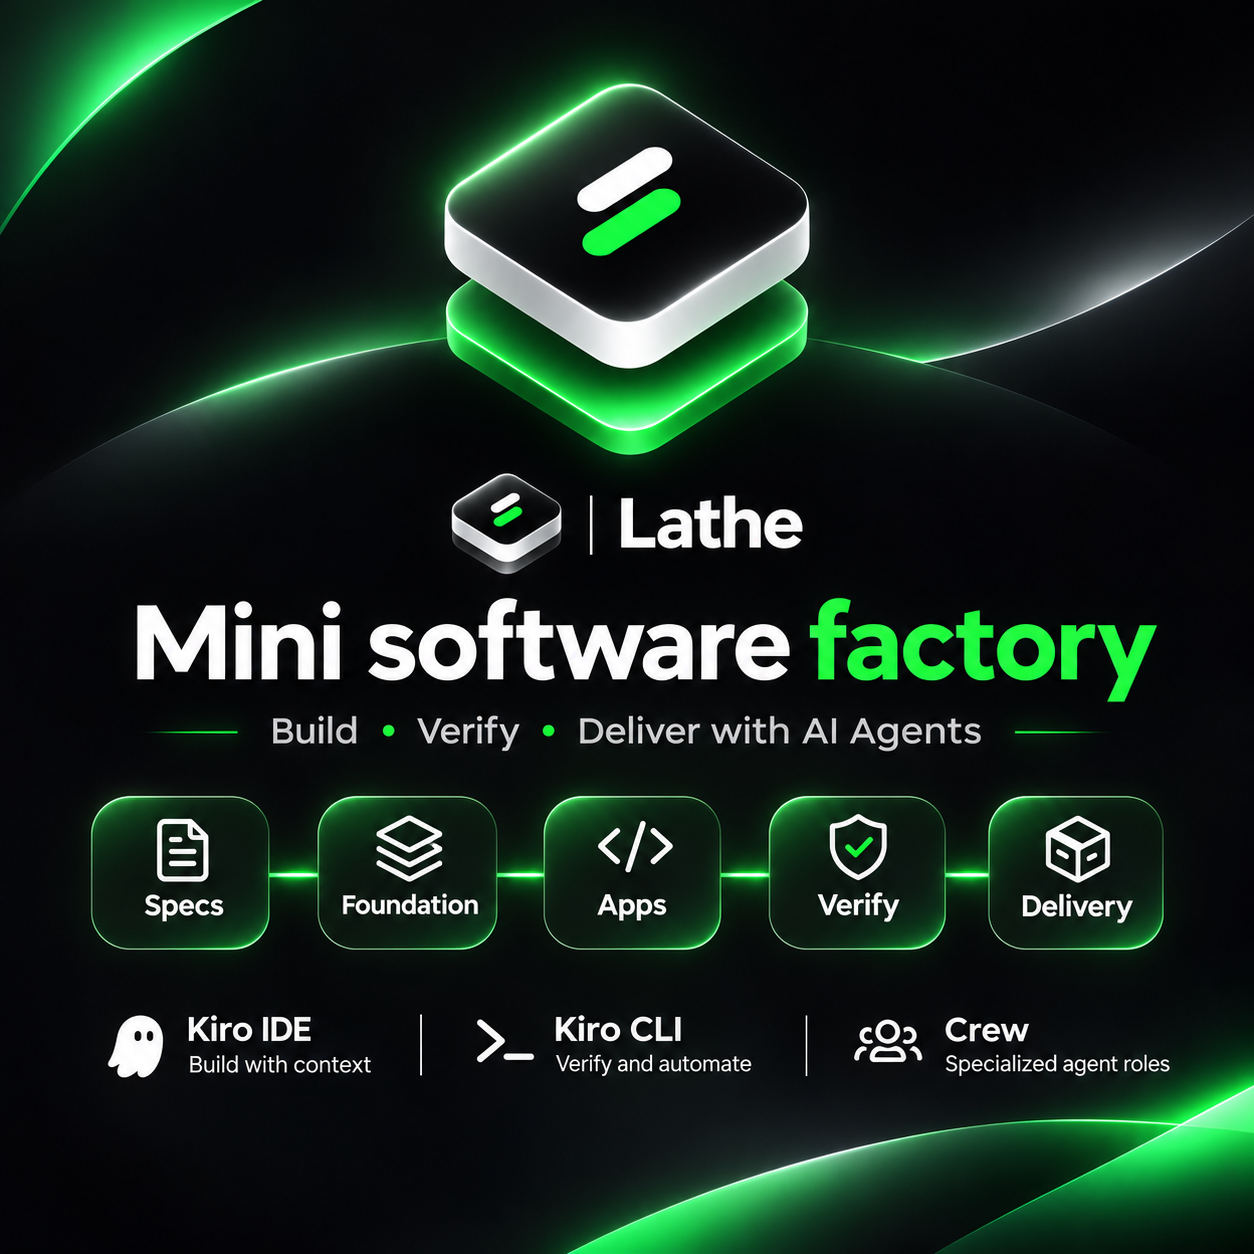 Lathe
Mini software factory
Build • Verify • Deliver with AI Agents
Specs
Foundation
Apps
Verify
Delivery
Kiro IDE
Build with context
Kiro CLI
Verify and automate
Crew
Specialized agent roles